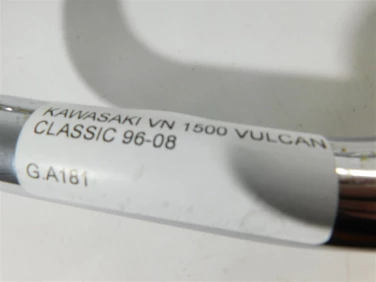 KAWASAKI VN 1500 VULCAN
CLASSIC 96-08
G.A181